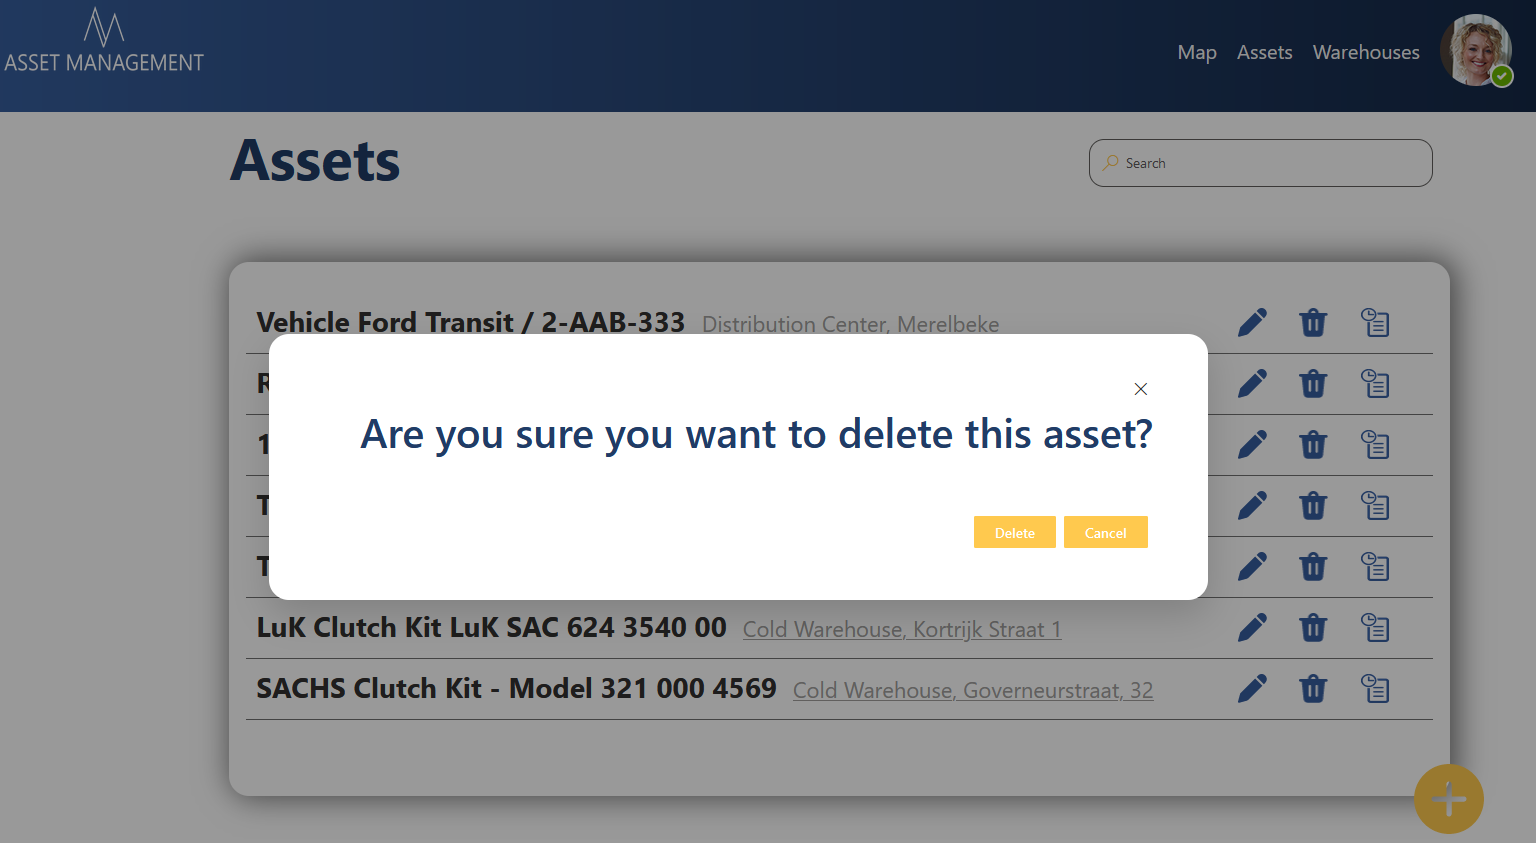 ASSET MANAGEMENT
Map Assets Warehouses
Assets
Search
Vehicle Ford Transit / 2-AAB-333 Distribution Center, Merelbeke
Are you sure you want to delete this asset?
Delete Cancel
LuK Clutch Kit LuK SAC 624 3540 00 Cold Warehouse, Kortrijk Straat 1
SACHS Clutch Kit - Model 321 000 4569 Cold Warehouse, Governeurstraat, 32